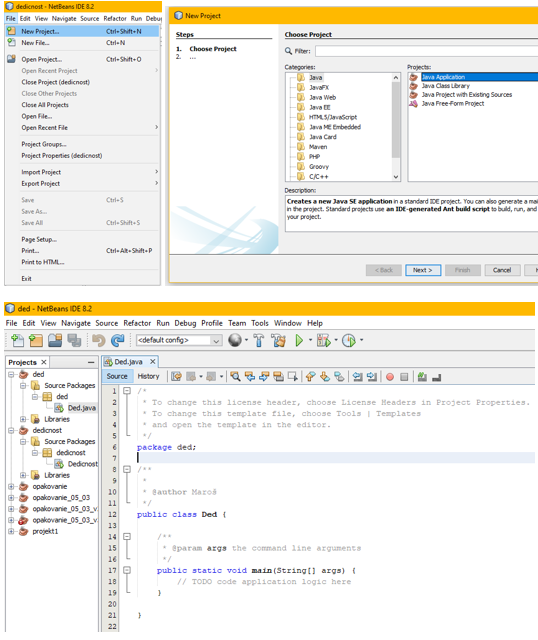 dedicnost - NetBeans IDE 8.2
File Edit View Navigate Source Refactor Run Debu
New Project... Ctrl+Shift+N
New File... Ctrl+N
Open Project... Ctrl+Shift+O
Open Recent Project
Close Project (dedicnost)
Close Other Projects
Close All Projects
Open File...
Open Recent File
Project Groups...
Project Properties (dedicnost)
Import Project
Export Project
Save Ctrl+S
Save As...
Save All Ctrl+Shift+S
Page Setup...
Print... Ctrl+Alt+Shift+P
Print to HTML...
Exit
New Project
Steps
1. Choose Project
2. ...
Choose Project
Filter:
Categories:
Java
JavaFX
Java Web
Java EE
HTML5/JavaScript
Java ME Embedded
Java Card
Maven
PHP
Groovy
C/C++
Projects:
Java Application
Java Class Library
Java Project with Existing Sources
Java Free-Form Project
Description:
Creates a new Java SE application in a standard IDE project. You can also generate a mai
in the project. Standard projects use an IDE-generated Ant build script to build, run, and
your project.
< Back Next > Finish Cancel
ded - NetBeans IDE 8.2
File Edit View Navigate Source Refactor Run Debug Profile Team Tools Window Help
<default config>
Projects
ded
Source Packages
ded
Ded.java
Libraries
dedicnost
Source Packages
dedicnost
Dedicnost
Libraries
opakovanie
opakovanie_05_03
opakovanie_05_03_v
opakovanie_05_03_v
projekt1
Ded.java
Source History
1 /*
2 * To change this license header, choose License Headers in Project Properties.
3 * To change this template file, choose Tools | Templates
4 * and open the template in the editor.
5 */
6 package ded;
7
8 /**
9 *
10 * @author Maroš
11 */
12 public class Ded {
13
14 /**
15 * @param args the command line arguments
16 */
17 public static void main(String[] args) {
18 // TODO code application logic here
19 }
20
21 }
22